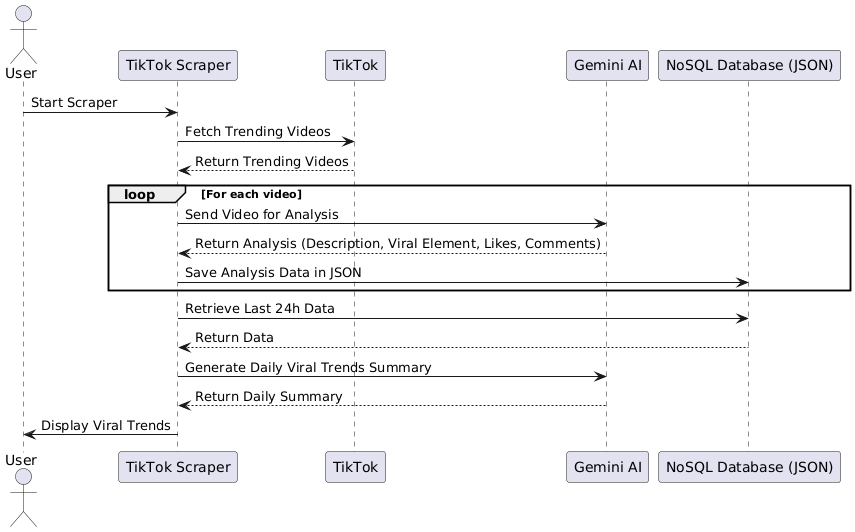 User
TikTok Scraper
TikTok
Gemini AI
NoSQL Database (JSON)
Start Scraper
Fetch Trending Videos
Return Trending Videos
loop
[For each video]
Send Video for Analysis
Return Analysis (Description, Viral Element, Likes, Comments)
Save Analysis Data in JSON
Retrieve Last 24h Data
Return Data
Generate Daily Viral Trends Summary
Return Daily Summary
Display Viral Trends
User
TikTok Scraper
TikTok
Gemini AI
NoSQL Database (JSON)